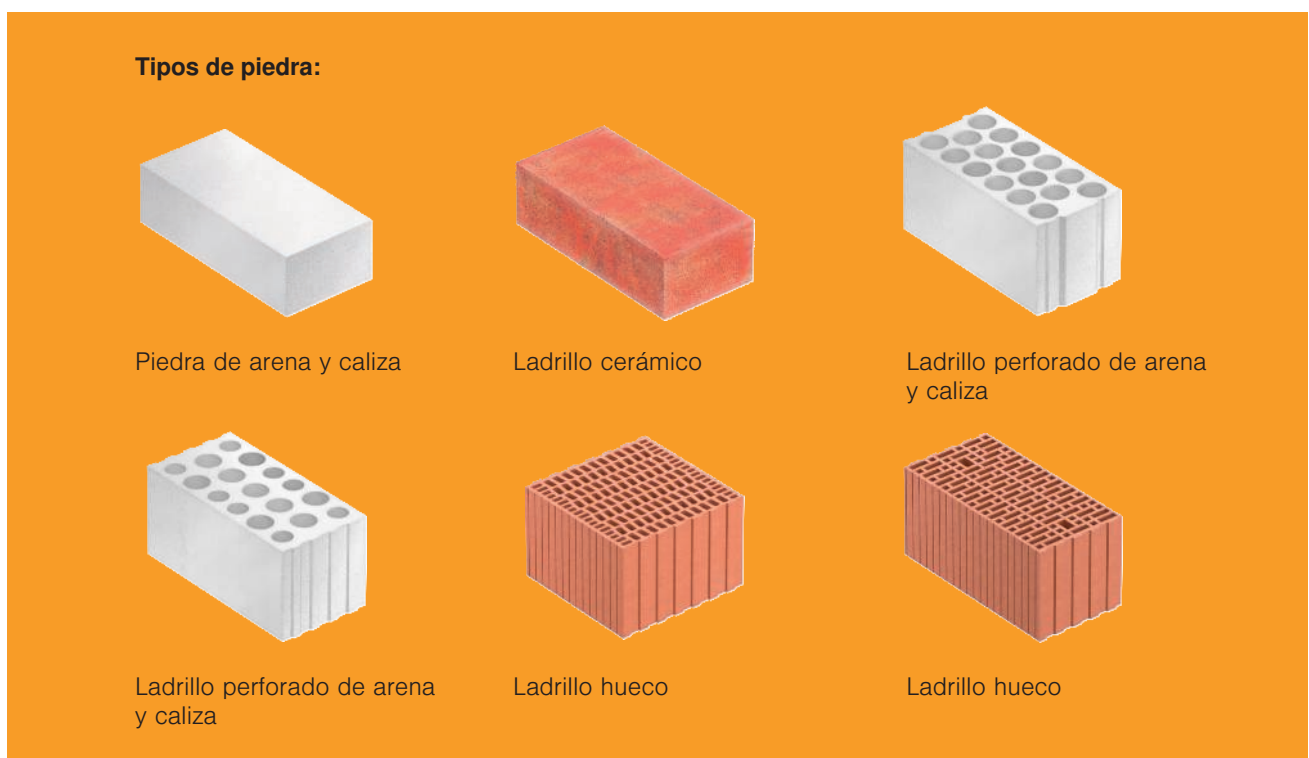 Tipos de piedra:
Piedra de arena y caliza
Ladrillo cerámico
Ladrillo perforado de arena
y caliza
Ladrillo perforado de arena
y caliza
Ladrillo hueco
Ladrillo hueco